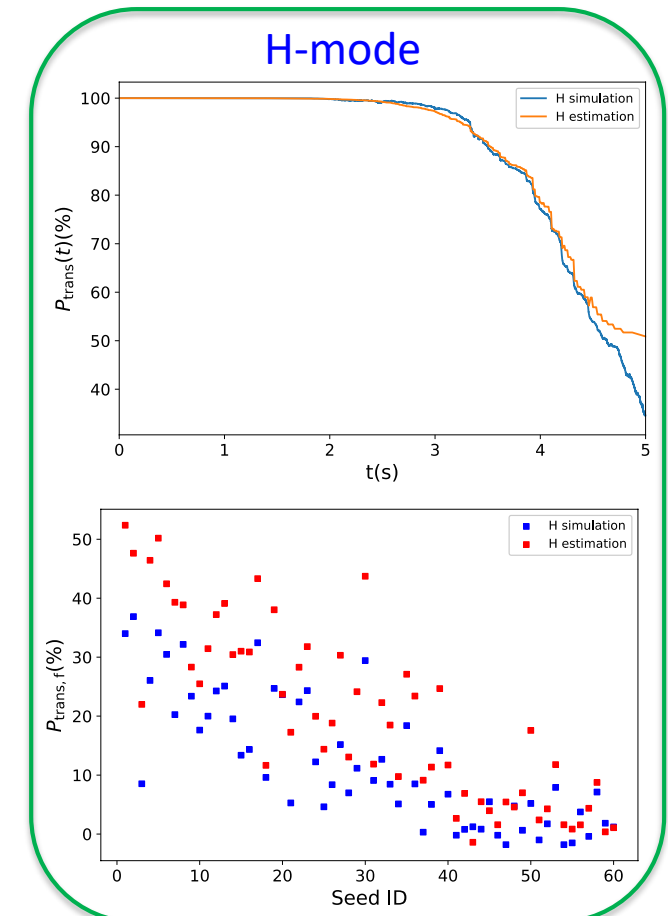 H-mode
H simulation
H estimation
P_trans(t)(%)
100
90
80
70
60
50
40
0 1 2 3 4 5
t(s)
H simulation
H estimation
P_trans, f(%)
50
40
30
20
10
0
0 10 20 30 40 50 60
Seed ID